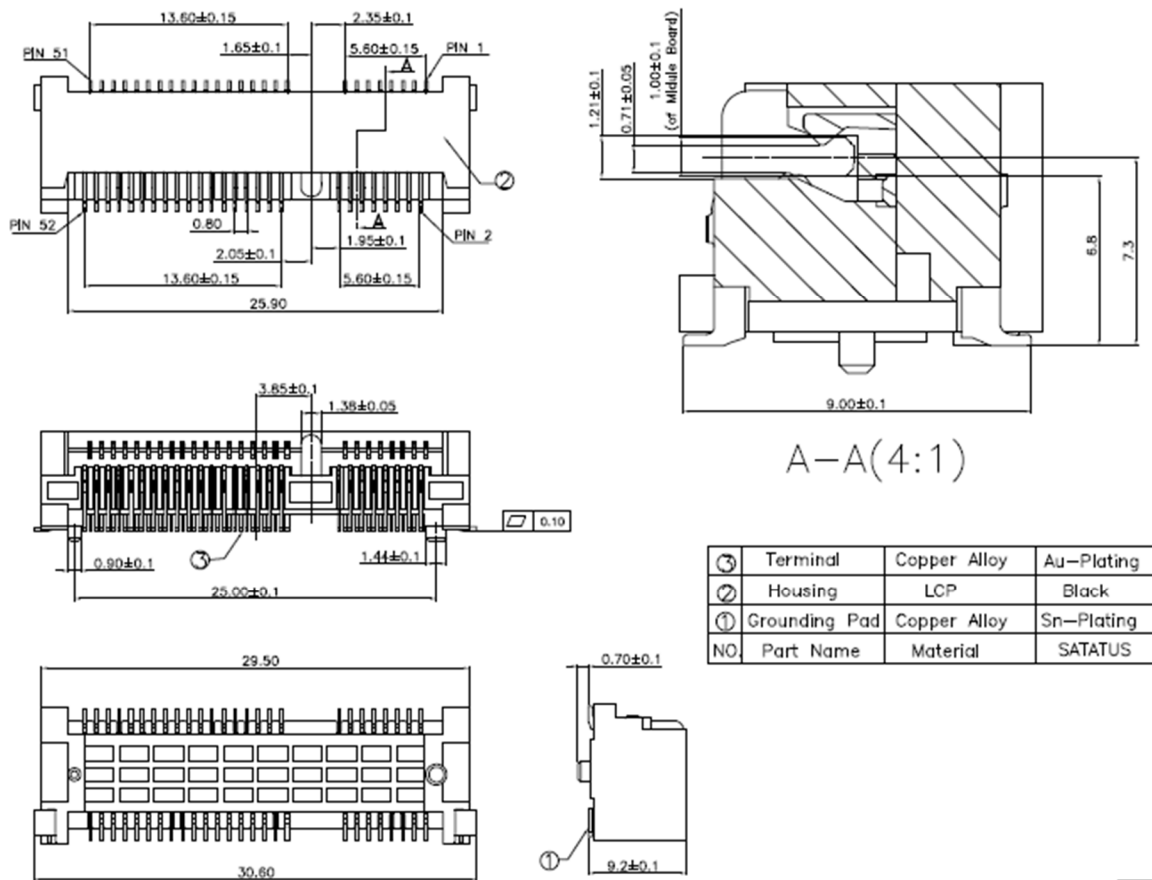 13.60±0.15
2.35±0.1
1.65±0.1
5.60±0.15
PIN 51
PIN 1
A
②
PIN 52
0.80
A
PIN 2
1.95±0.1
2.05±0.1
13.60±0.15
5.60±0.15
25.90
1.21±0.1
0.71±0.05
1.00±0.1
(of Midule Board)
6.8
7.3
9.00±0.1
A-A(4:1)
3.85±0.1
1.38±0.05
0.10
③
0.90±0.1
1.44±0.1
25.00±0.1
③ Terminal Copper Alloy Au-Plating
② Housing LCP Black
① Grounding Pad Copper Alloy Sn-Plating
NO. Part Name Material SATATUS
29.50
0.70±0.1
①
9.2±0.1
30.60